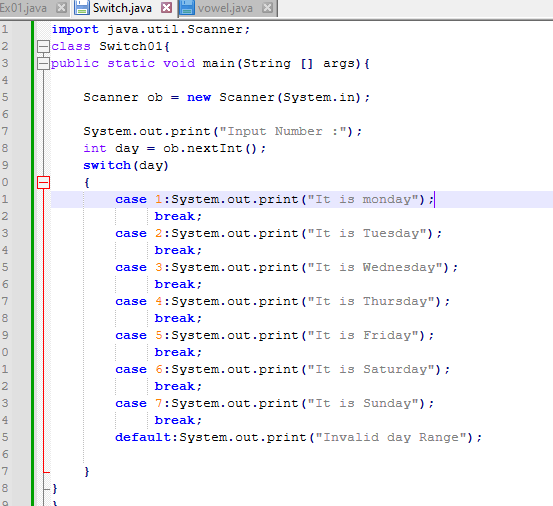 Ex01.java Switch.java vowel.java
1 import java.util.Scanner;
2 class Switch01{
3 public static void main(String [] args){
4
5 Scanner ob = new Scanner(System.in);
6
7 System.out.print("Input Number :");
8 int day = ob.nextInt();
9 switch(day)
0 {
1 case 1:System.out.print("It is monday");
2 break;
3 case 2:System.out.print("It is Tuesday");
4 break;
5 case 3:System.out.print("It is Wednesday");
6 break;
7 case 4:System.out.print("It is Thursday");
8 break;
9 case 5:System.out.print("It is Friday");
0 break;
1 case 6:System.out.print("It is Saturday");
2 break;
3 case 7:System.out.print("It is Sunday");
4 break;
5 default:System.out.print("Invalid day Range");
6
7 }
8 }
9 }